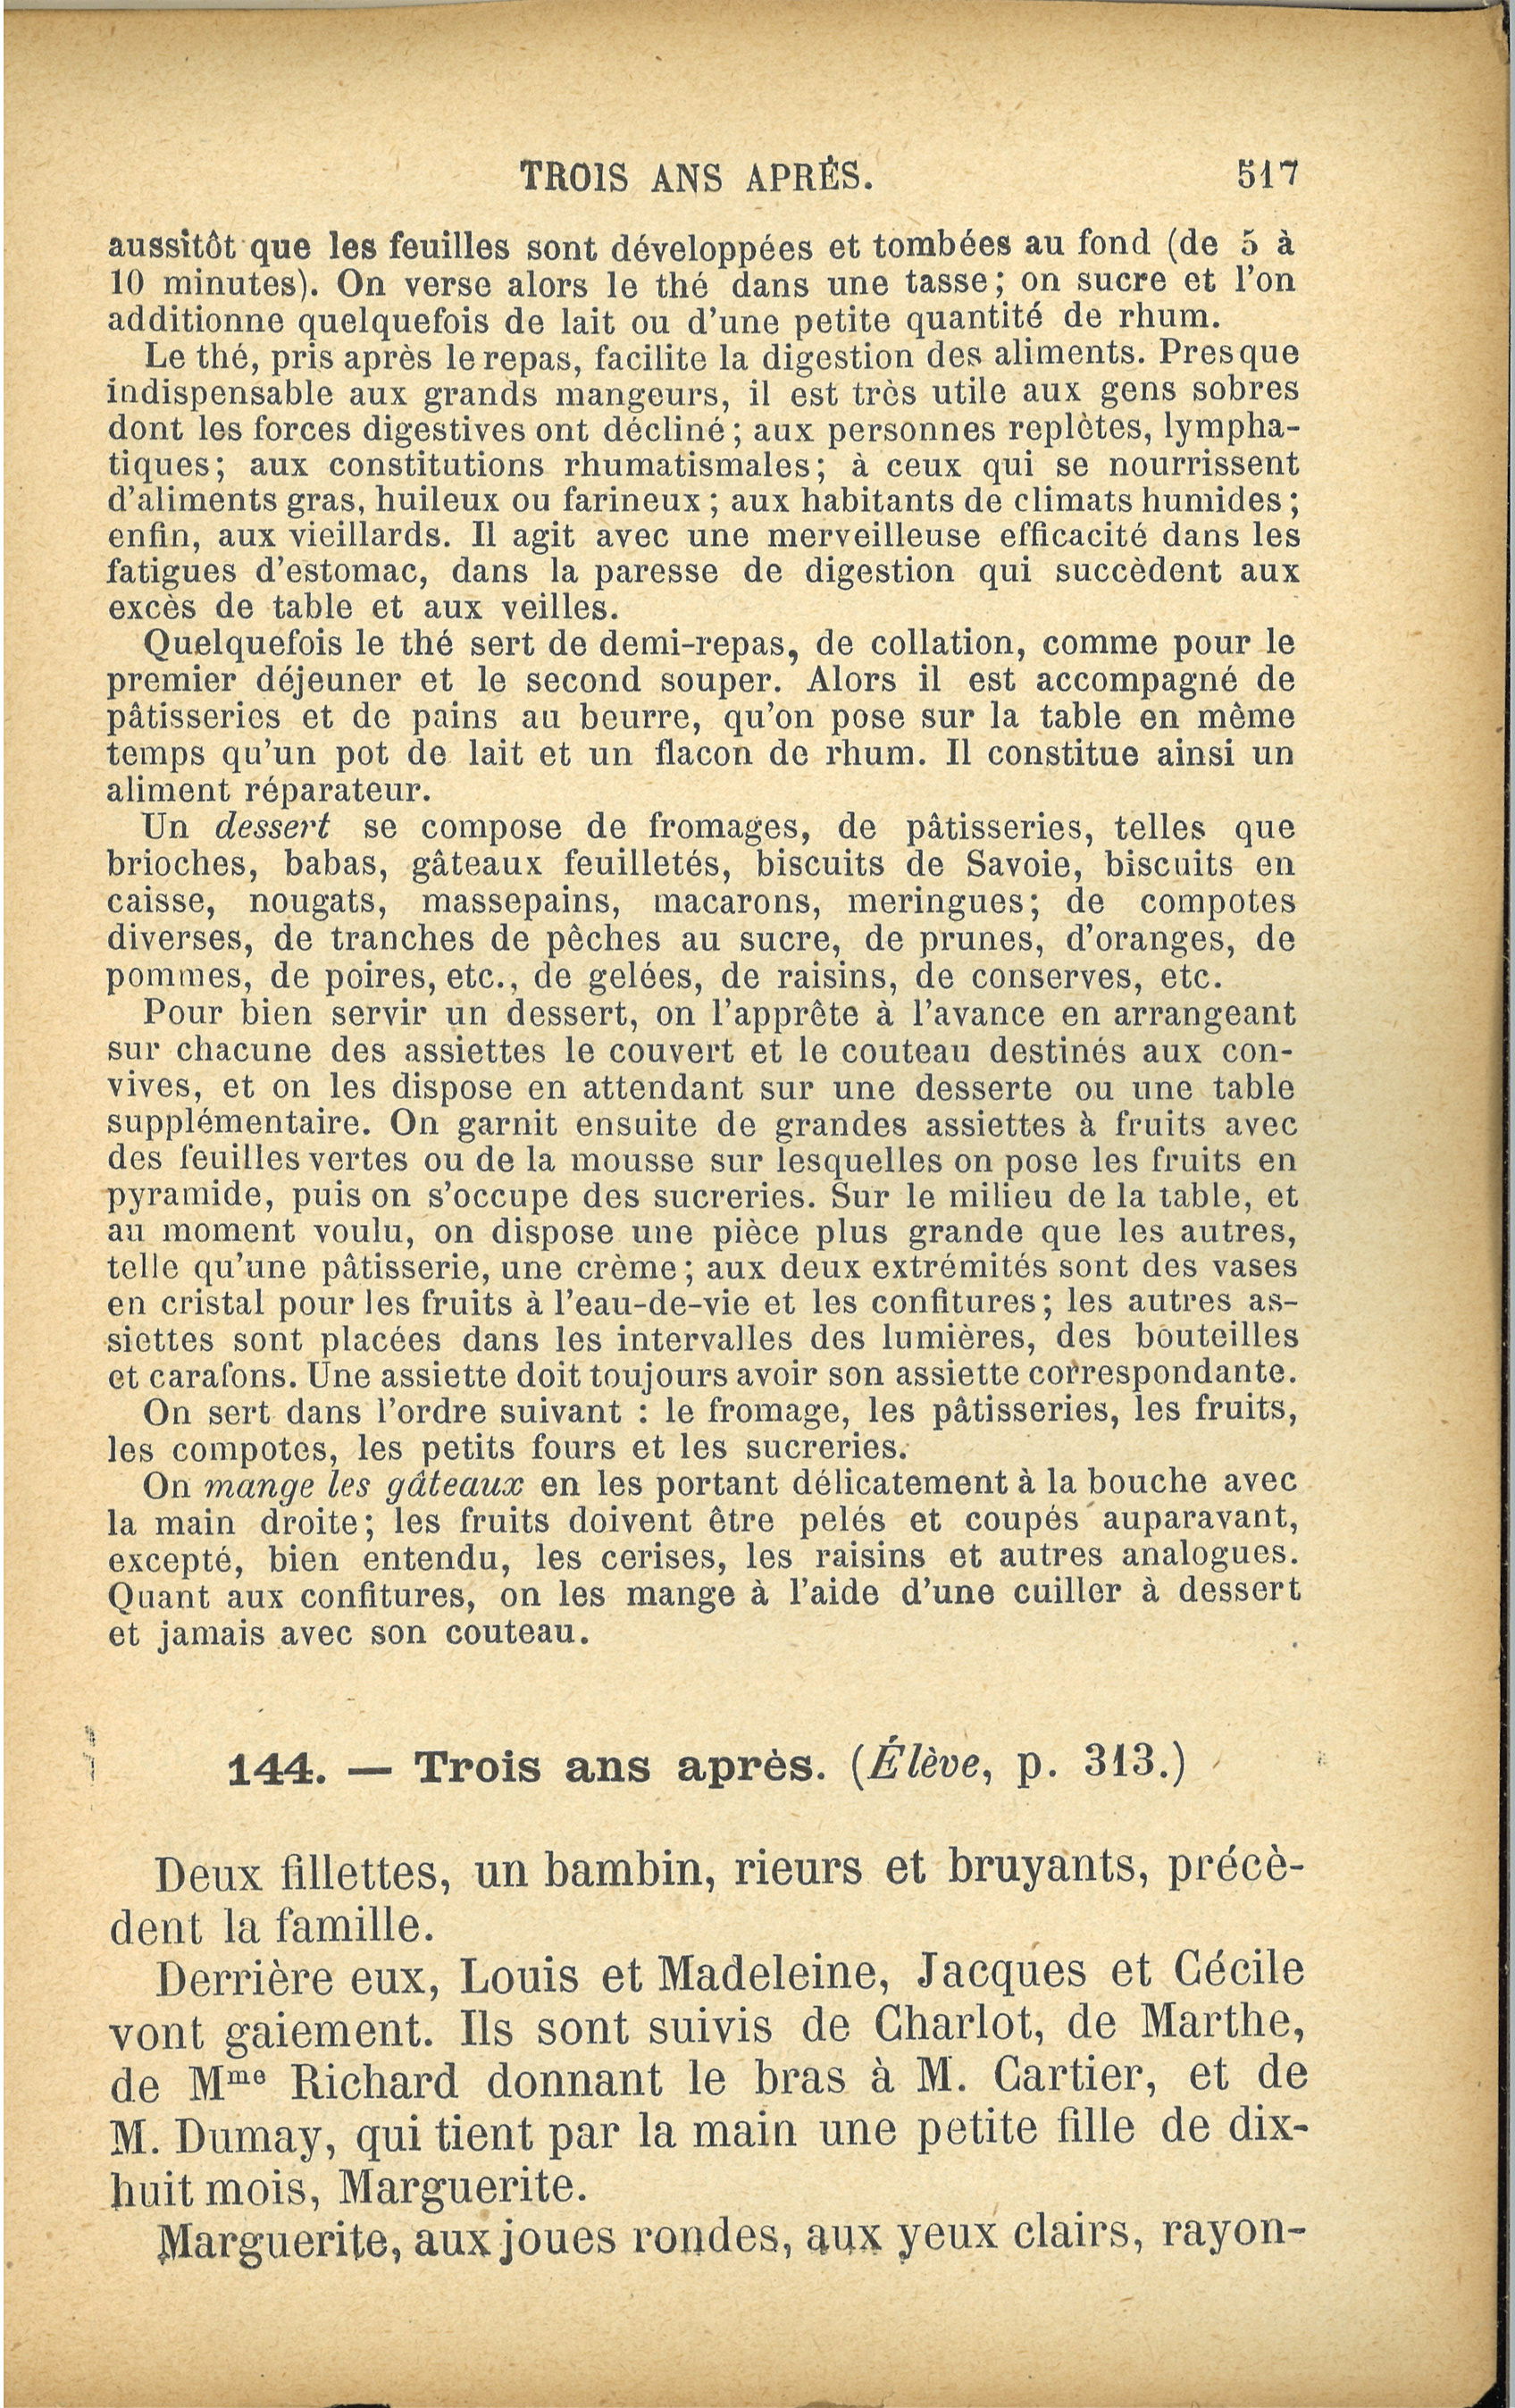 TROIS ANS APRÈS. 517
aussitôt que les feuilles sont développées et tombées au fond (de 5 à
10 minutes). On verse alors le thé dans une tasse; on sucre et l'on
additionne quelquefois de lait ou d'une petite quantité de rhum.
Le thé, pris après le repas, facilite la digestion des aliments. Presque
indispensable aux grands mangeurs, il est très utile aux gens sobres
dont les forces digestives ont décliné; aux personnes replètes, lympha-
tiques; aux constitutions rhumatismales; à ceux qui se nourrissent
d'aliments gras, huileux ou farineux; aux habitants de climats humides;
enfin, aux vieillards. Il agit avec une merveilleuse efficacité dans les
fatigues d'estomac, dans la paresse de digestion qui succèdent aux
excès de table et aux veilles.
Quelquefois le thé sert de demi-repas, de collation, comme pour le
premier déjeuner et le second souper. Alors il est accompagné de
pâtisseries et de pains au beurre, qu'on pose sur la table en même
temps qu'un pot de lait et un flacon de rhum. Il constitue ainsi un
aliment réparateur.
Un dessert se compose de fromages, de pâtisseries, telles que
brioches, babas, gâteaux feuilletés, biscuits de Savoie, biscuits en
caisse, nougats, massepains, macarons, meringues; de compotes
diverses, de tranches de pêches au sucre, de prunes, d'oranges, de
pommes, de poires, etc., de gelées, de raisins, de conserves, etc.
Pour bien servir un dessert, on l'apprête à l'avance en arrangeant
sur chacune des assiettes le couvert et le couteau destinés aux con-
vives, et on les dispose en attendant sur une desserte ou une table
supplémentaire. On garnit ensuite de grandes assiettes à fruits avec
des feuilles vertes ou de la mousse sur lesquelles on pose les fruits en
pyramide, puis on s'occupe des sucreries. Sur le milieu de la table, et
au moment voulu, on dispose une pièce plus grande que les autres,
telle qu'une pâtisserie, une crème; aux deux extrémités sont des vases
en cristal pour les fruits à l'eau-de-vie et les confitures; les autres as-
siettes sont placées dans les intervalles des lumières, des bouteilles
et carafons. Une assiette doit toujours avoir son assiette correspondante.
On sert dans l'ordre suivant : le fromage, les pâtisseries, les fruits,
les compotes, les petits fours et les sucreries.
On mange les gâteaux en les portant délicatement à la bouche avec
la main droite; les fruits doivent être pelés et coupés auparavant,
excepté, bien entendu, les cerises, les raisins et autres analogues.
Quant aux confitures, on les mange à l'aide d'une cuiller à dessert
et jamais avec son couteau.
144. — Trois ans après. (Élève, p. 313.)
Deux fillettes, un bambin, rieurs et bruyants, précè-
dent la famille.
Derrière eux, Louis et Madeleine, Jacques et Cécile
vont gaiement. Ils sont suivis de Charlot, de Marthe,
de Mme Richard donnant le bras à M. Cartier, et de
M. Dumay, qui tient par la main une petite fille de dix-
huit mois, Marguerite.
Marguerite, aux joues rondes, aux yeux clairs, rayon-